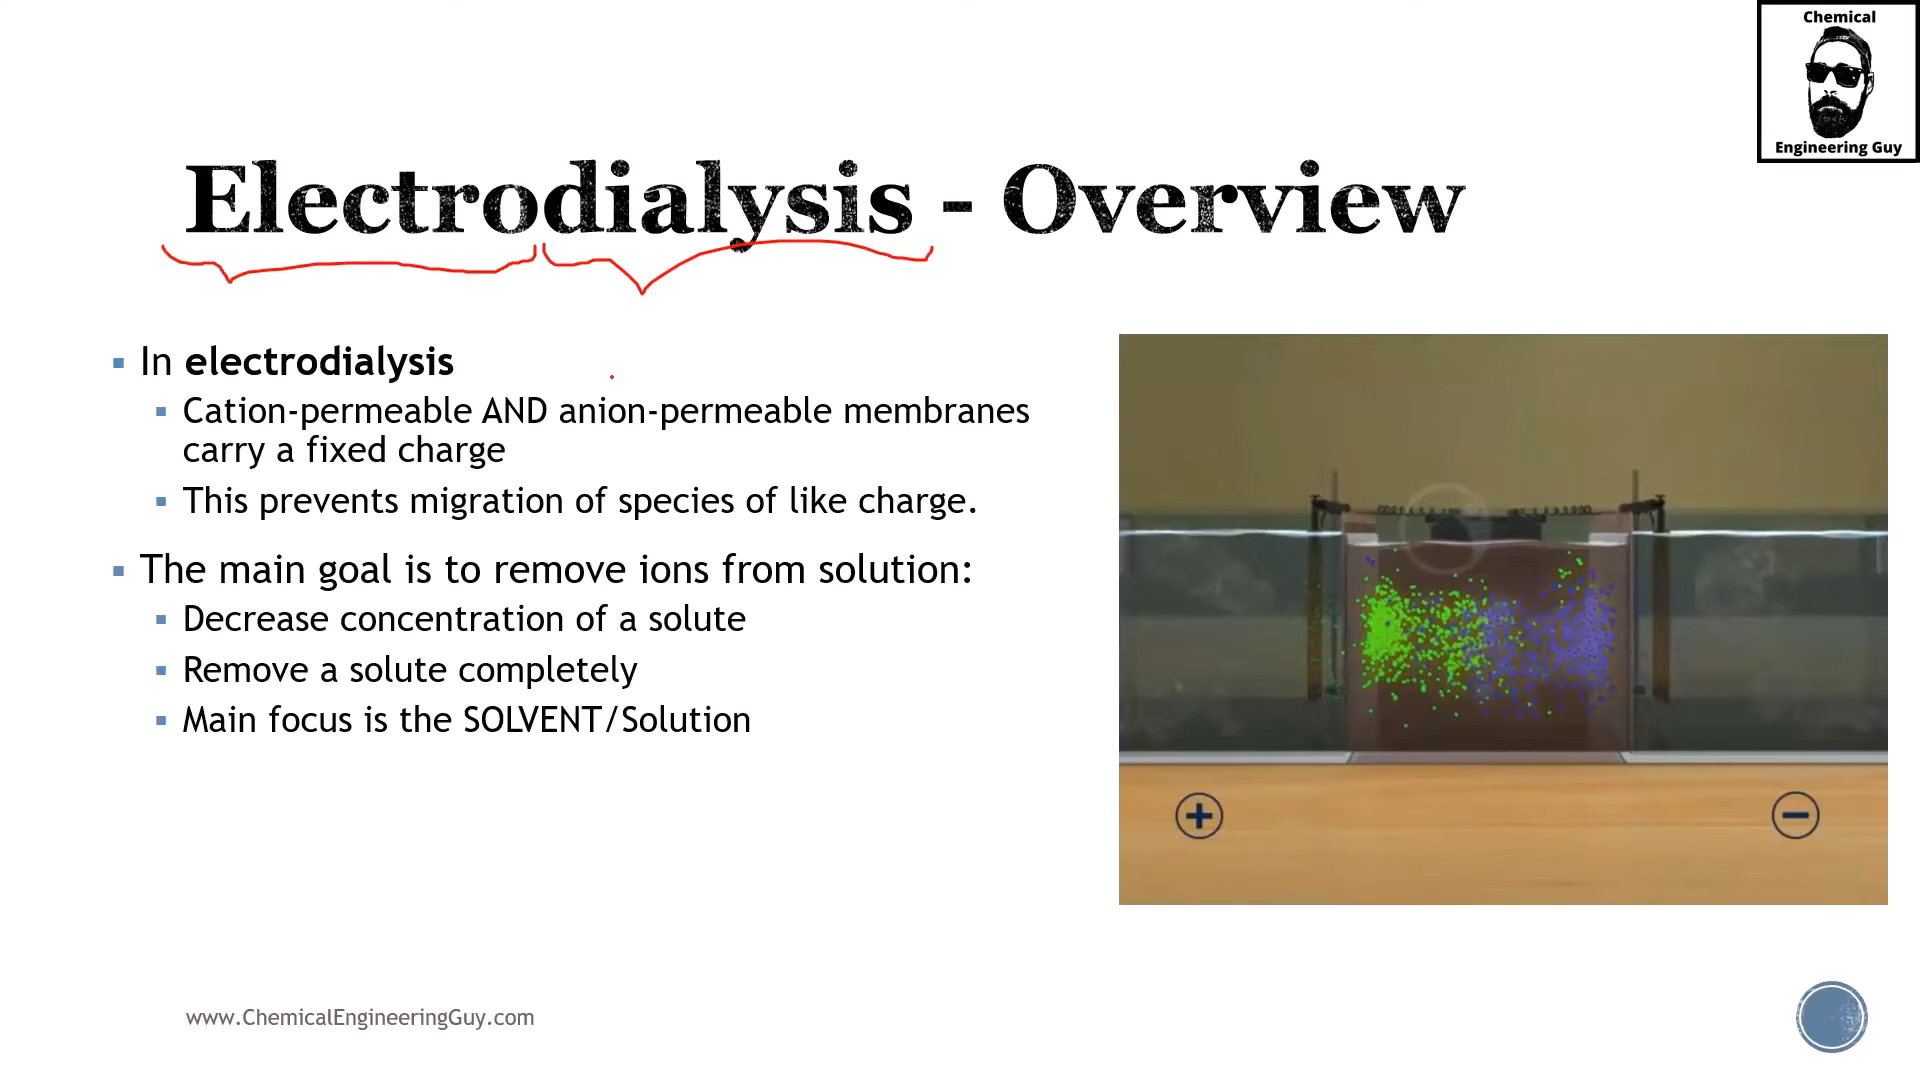 Chemical
Engineering Guy
Electrodialysis - Overview
In electrodialysis
Cation-permeable AND anion-permeable membranes
carry a fixed charge
This prevents migration of species of like charge.
The main goal is to remove ions from solution:
Decrease concentration of a solute
Remove a solute completely
Main focus is the SOLVENT/Solution
+
−
www.ChemicalEngineeringGuy.com